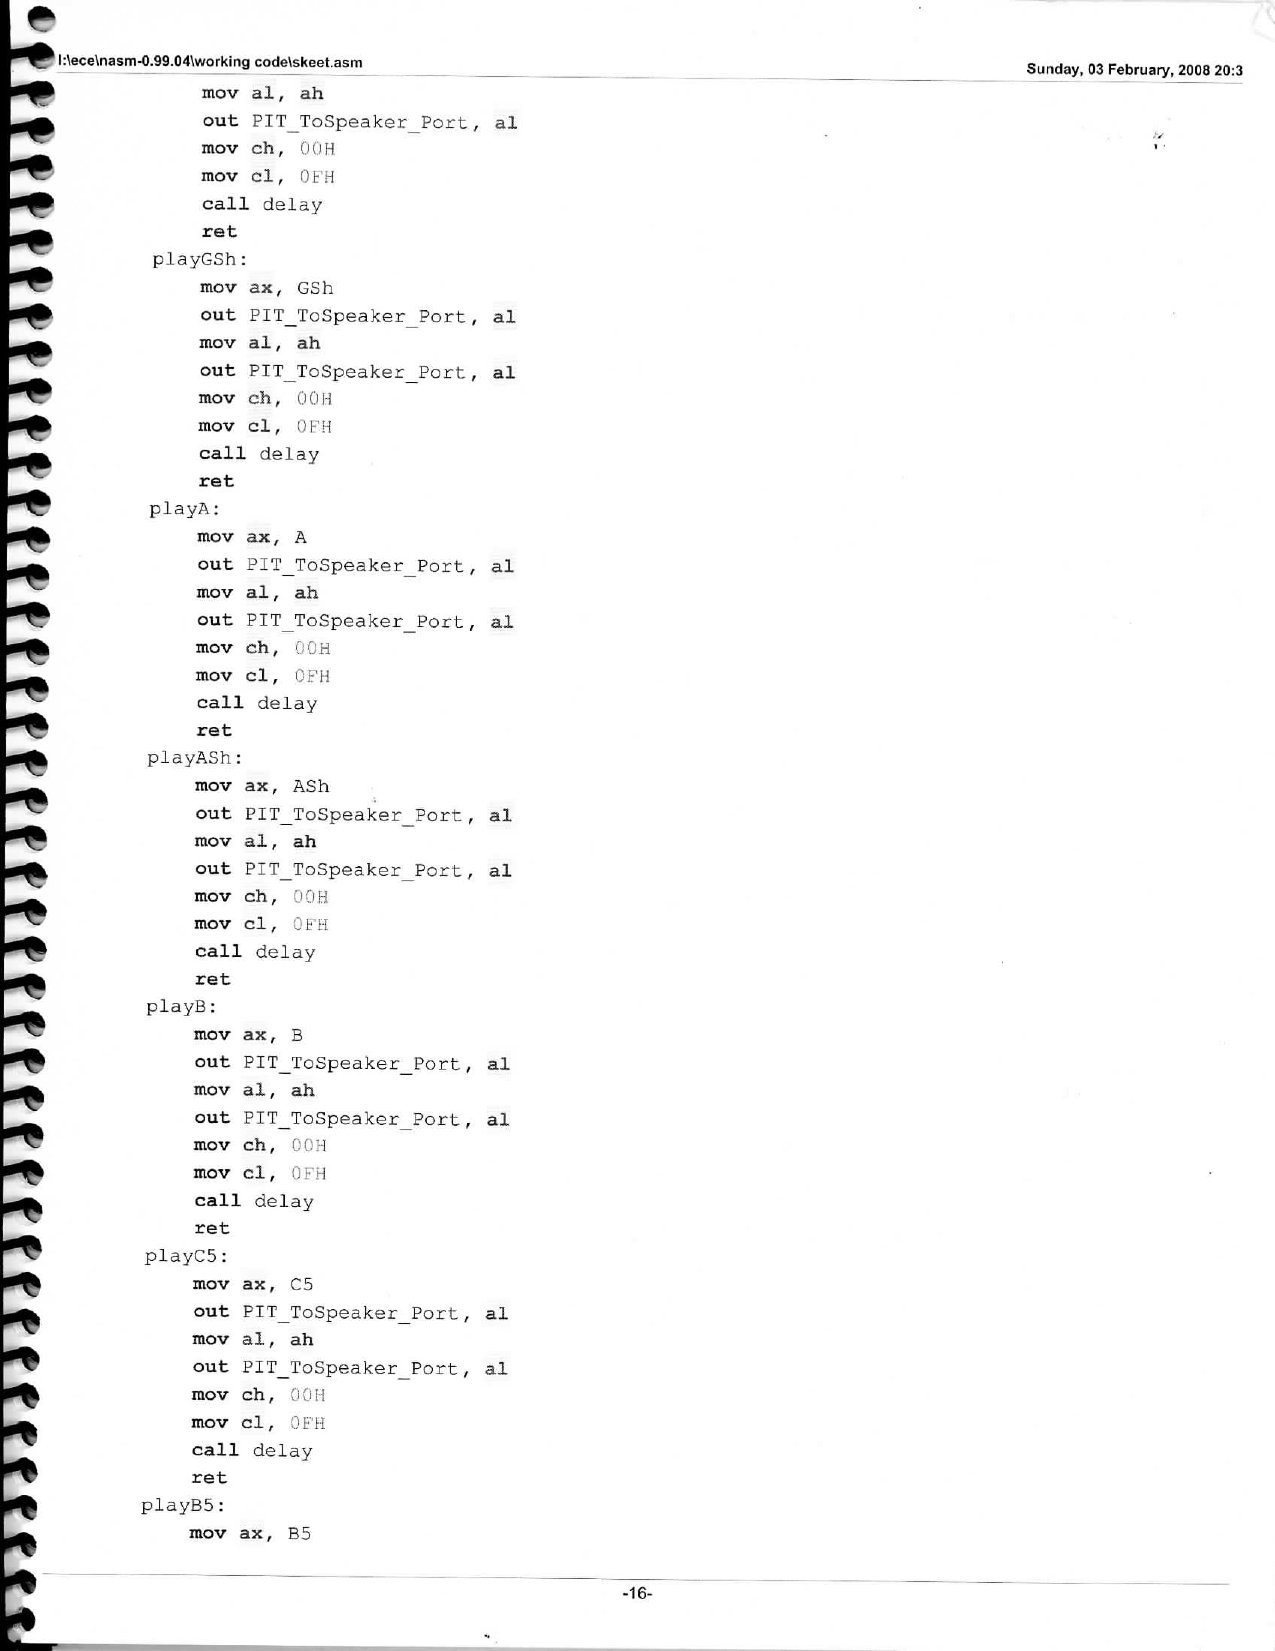 I:\ece\nasm-0.99.04\working code\skeet.asm
Sunday, 03 February, 2008 20:3
mov al, ah
out PIT_ToSpeaker_Port, al
mov ch, 00H
mov cl, 0FH
call delay
ret
playGSh:
mov ax, GSh
out PIT_ToSpeaker_Port, al
mov al, ah
out PIT_ToSpeaker_Port, al
mov ch, 00H
mov cl, 0FH
call delay
ret
playA:
mov ax, A
out PIT_ToSpeaker_Port, al
mov al, ah
out PIT_ToSpeaker_Port, al
mov ch, 00H
mov cl, 0FH
call delay
ret
playASh:
mov ax, ASh
out PIT_ToSpeaker_Port, al
mov al, ah
out PIT_ToSpeaker_Port, al
mov ch, 00H
mov cl, 0FH
call delay
ret
playB:
mov ax, B
out PIT_ToSpeaker_Port, al
mov al, ah
out PIT_ToSpeaker_Port, al
mov ch, 00H
mov cl, 0FH
call delay
ret
playC5:
mov ax, C5
out PIT_ToSpeaker_Port, al
mov al, ah
out PIT_ToSpeaker_Port, al
mov ch, 00H
mov cl, 0FH
call delay
ret
playB5:
mov ax, B5
-16-